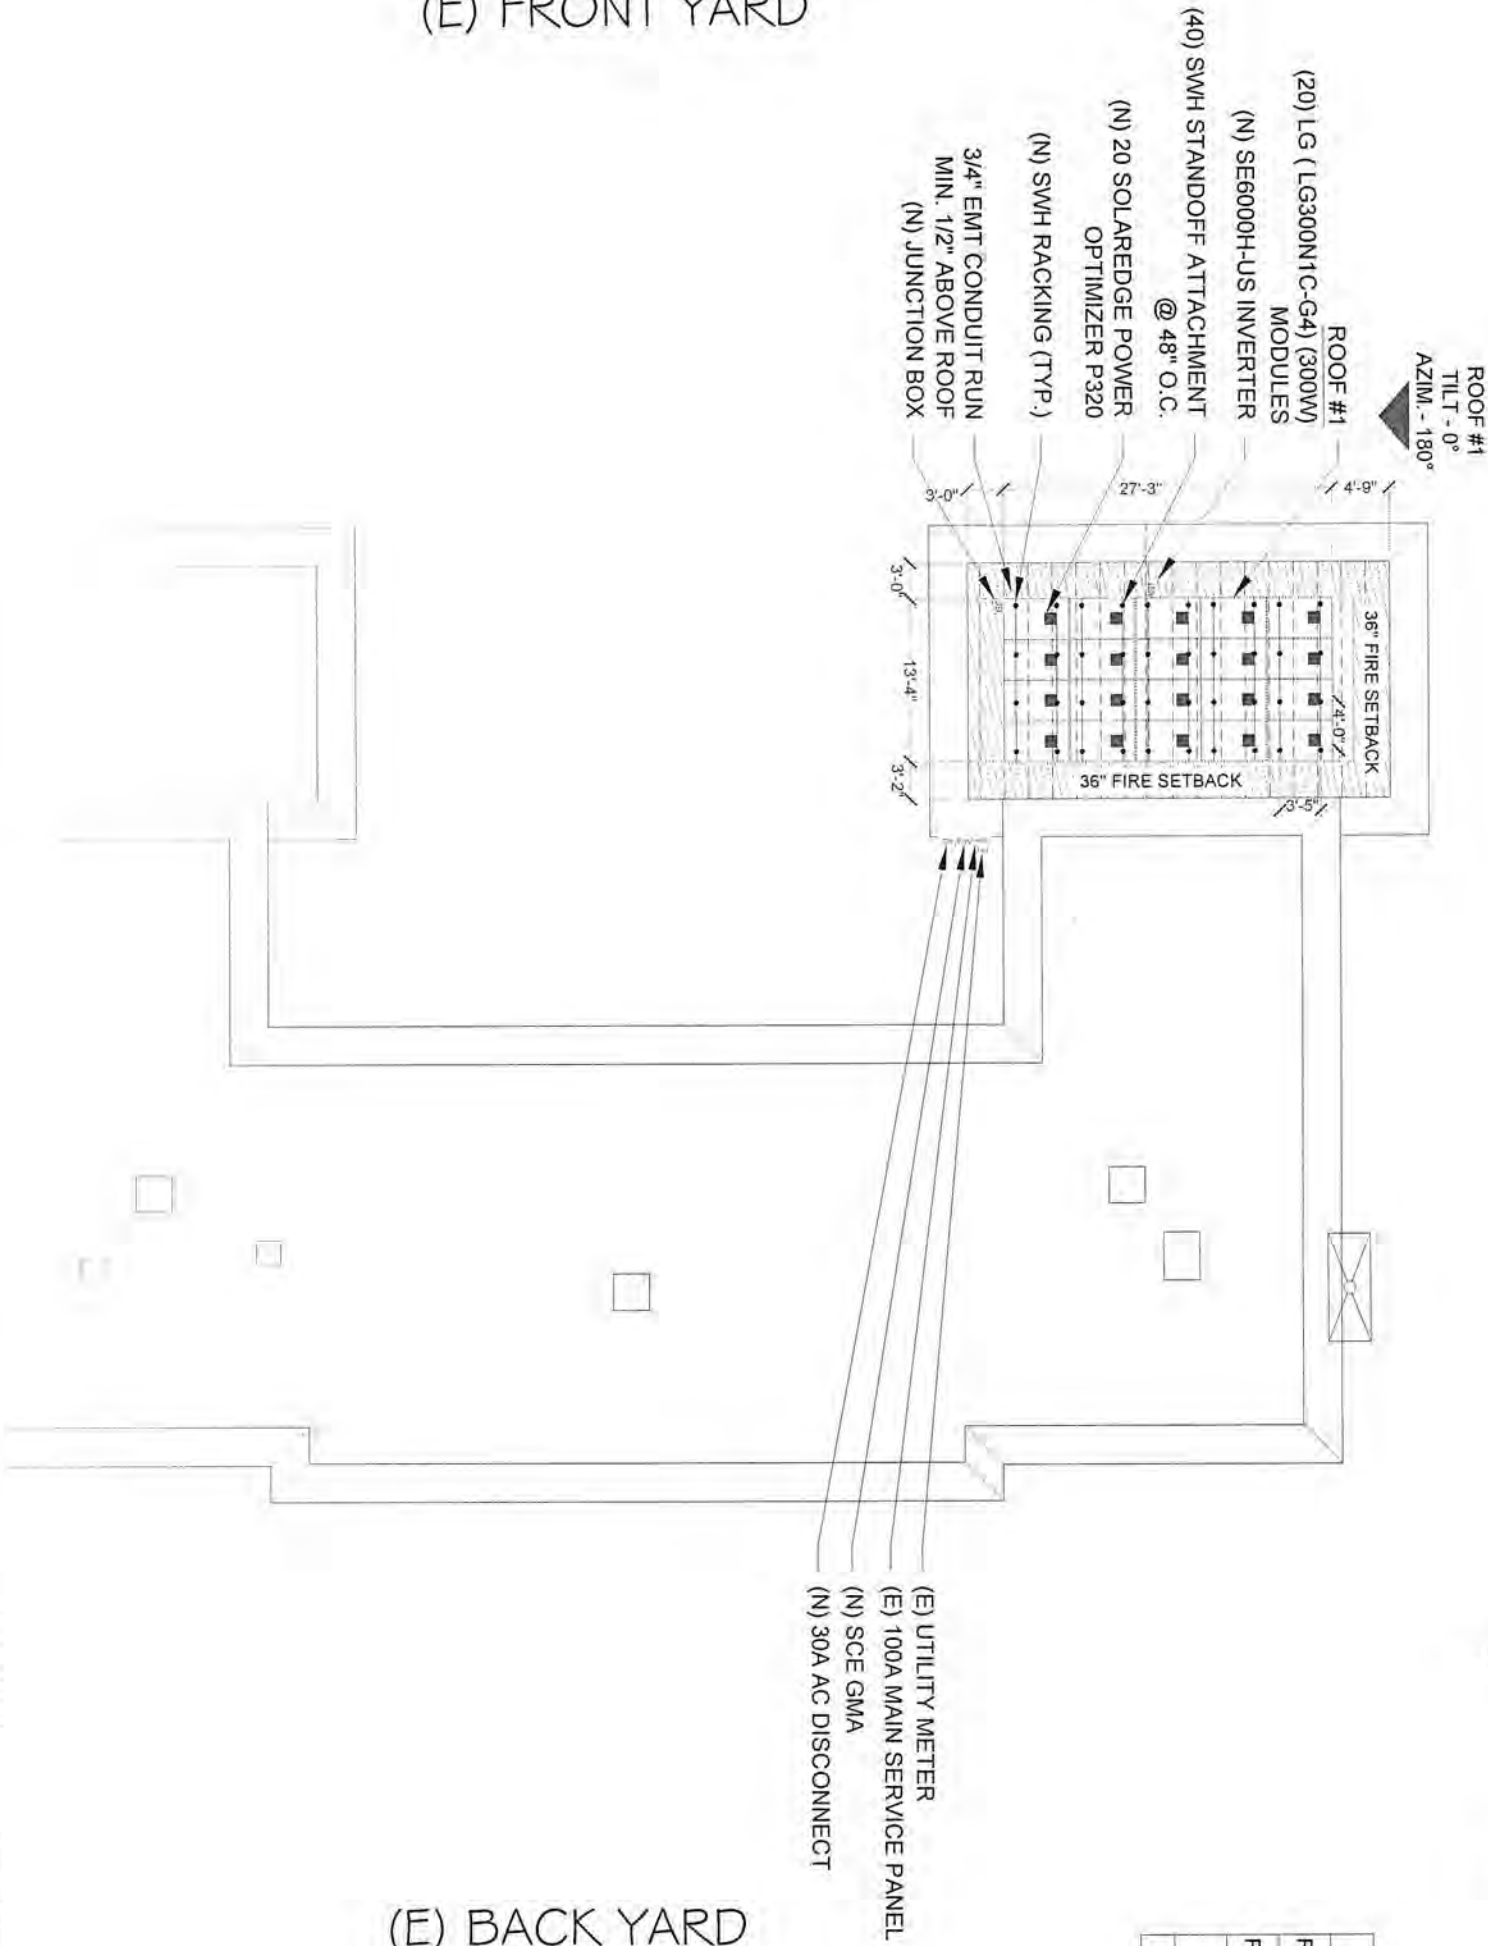 (E) FRONT YARD
ROOF #1
TILT - 0°
AZIM. - 180°
ROOF #1
(20) LG ( LG300N1C-G4) (300W)
MODULES
(N) SE6000H-US INVERTER
(40) SWH STANDOFF ATTACHMENT
@ 48" O.C.
(N) 20 SOLAREDGE POWER
OPTIMIZER P320
(N) SWH RACKING (TYP.)
3/4" EMT CONDUIT RUN
MIN. 1/2" ABOVE ROOF
(N) JUNCTION BOX
3'-0"
27'-3"
4'-9"
3'-0"
13'-4"
3'-2"
36" FIRE SETBACK
4'-0"
36" FIRE SETBACK
3'-5"
(E) UTILITY METER
(E) 100A MAIN SERVICE PANEL
(N) SCE GMA
(N) 30A AC DISCONNECT
(E) BACK YARD